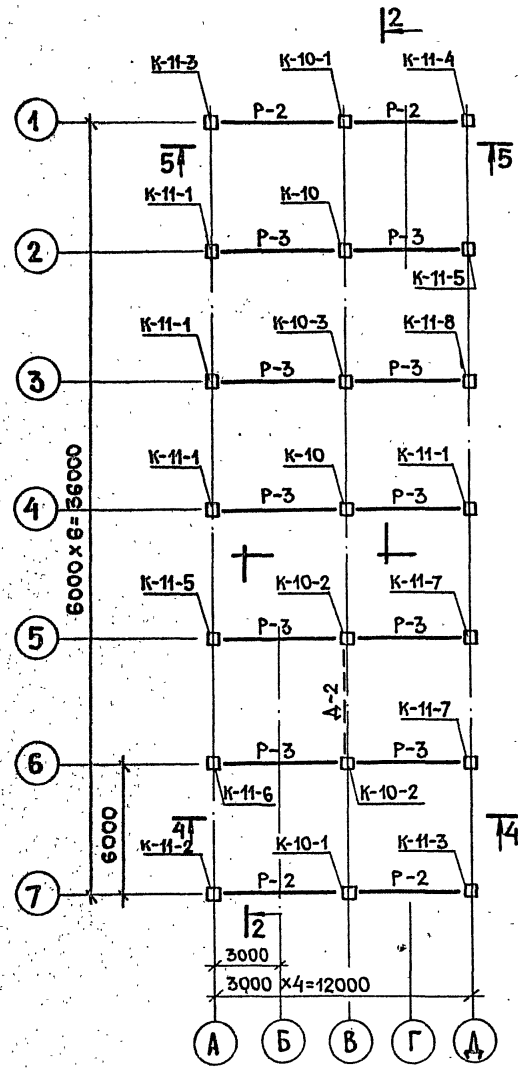 2
К-11-3 К-10-1 К-11-4
1 Р-2 Р-2
5 5
К-11-1 К-10
2 Р-3 Р-3
К-11-5
К-11-1 К-10-3 К-11-8
3 Р-3 Р-3
К-11-1 К-10 К-11-1
4 Р-3 Р-3
6000 х 6 = 36000
К-11-5 К-10-2 К-11-7
5 Р-3 Р-3
Д-2
К-11-7
6 Р-3 Р-3
К-11-6 К-10-2
6000
4 4
К-11-2 К-10-1 К-11-3
7 Р-2 Р-2
2
3000
3000 х4=12000
А Б В Г Д